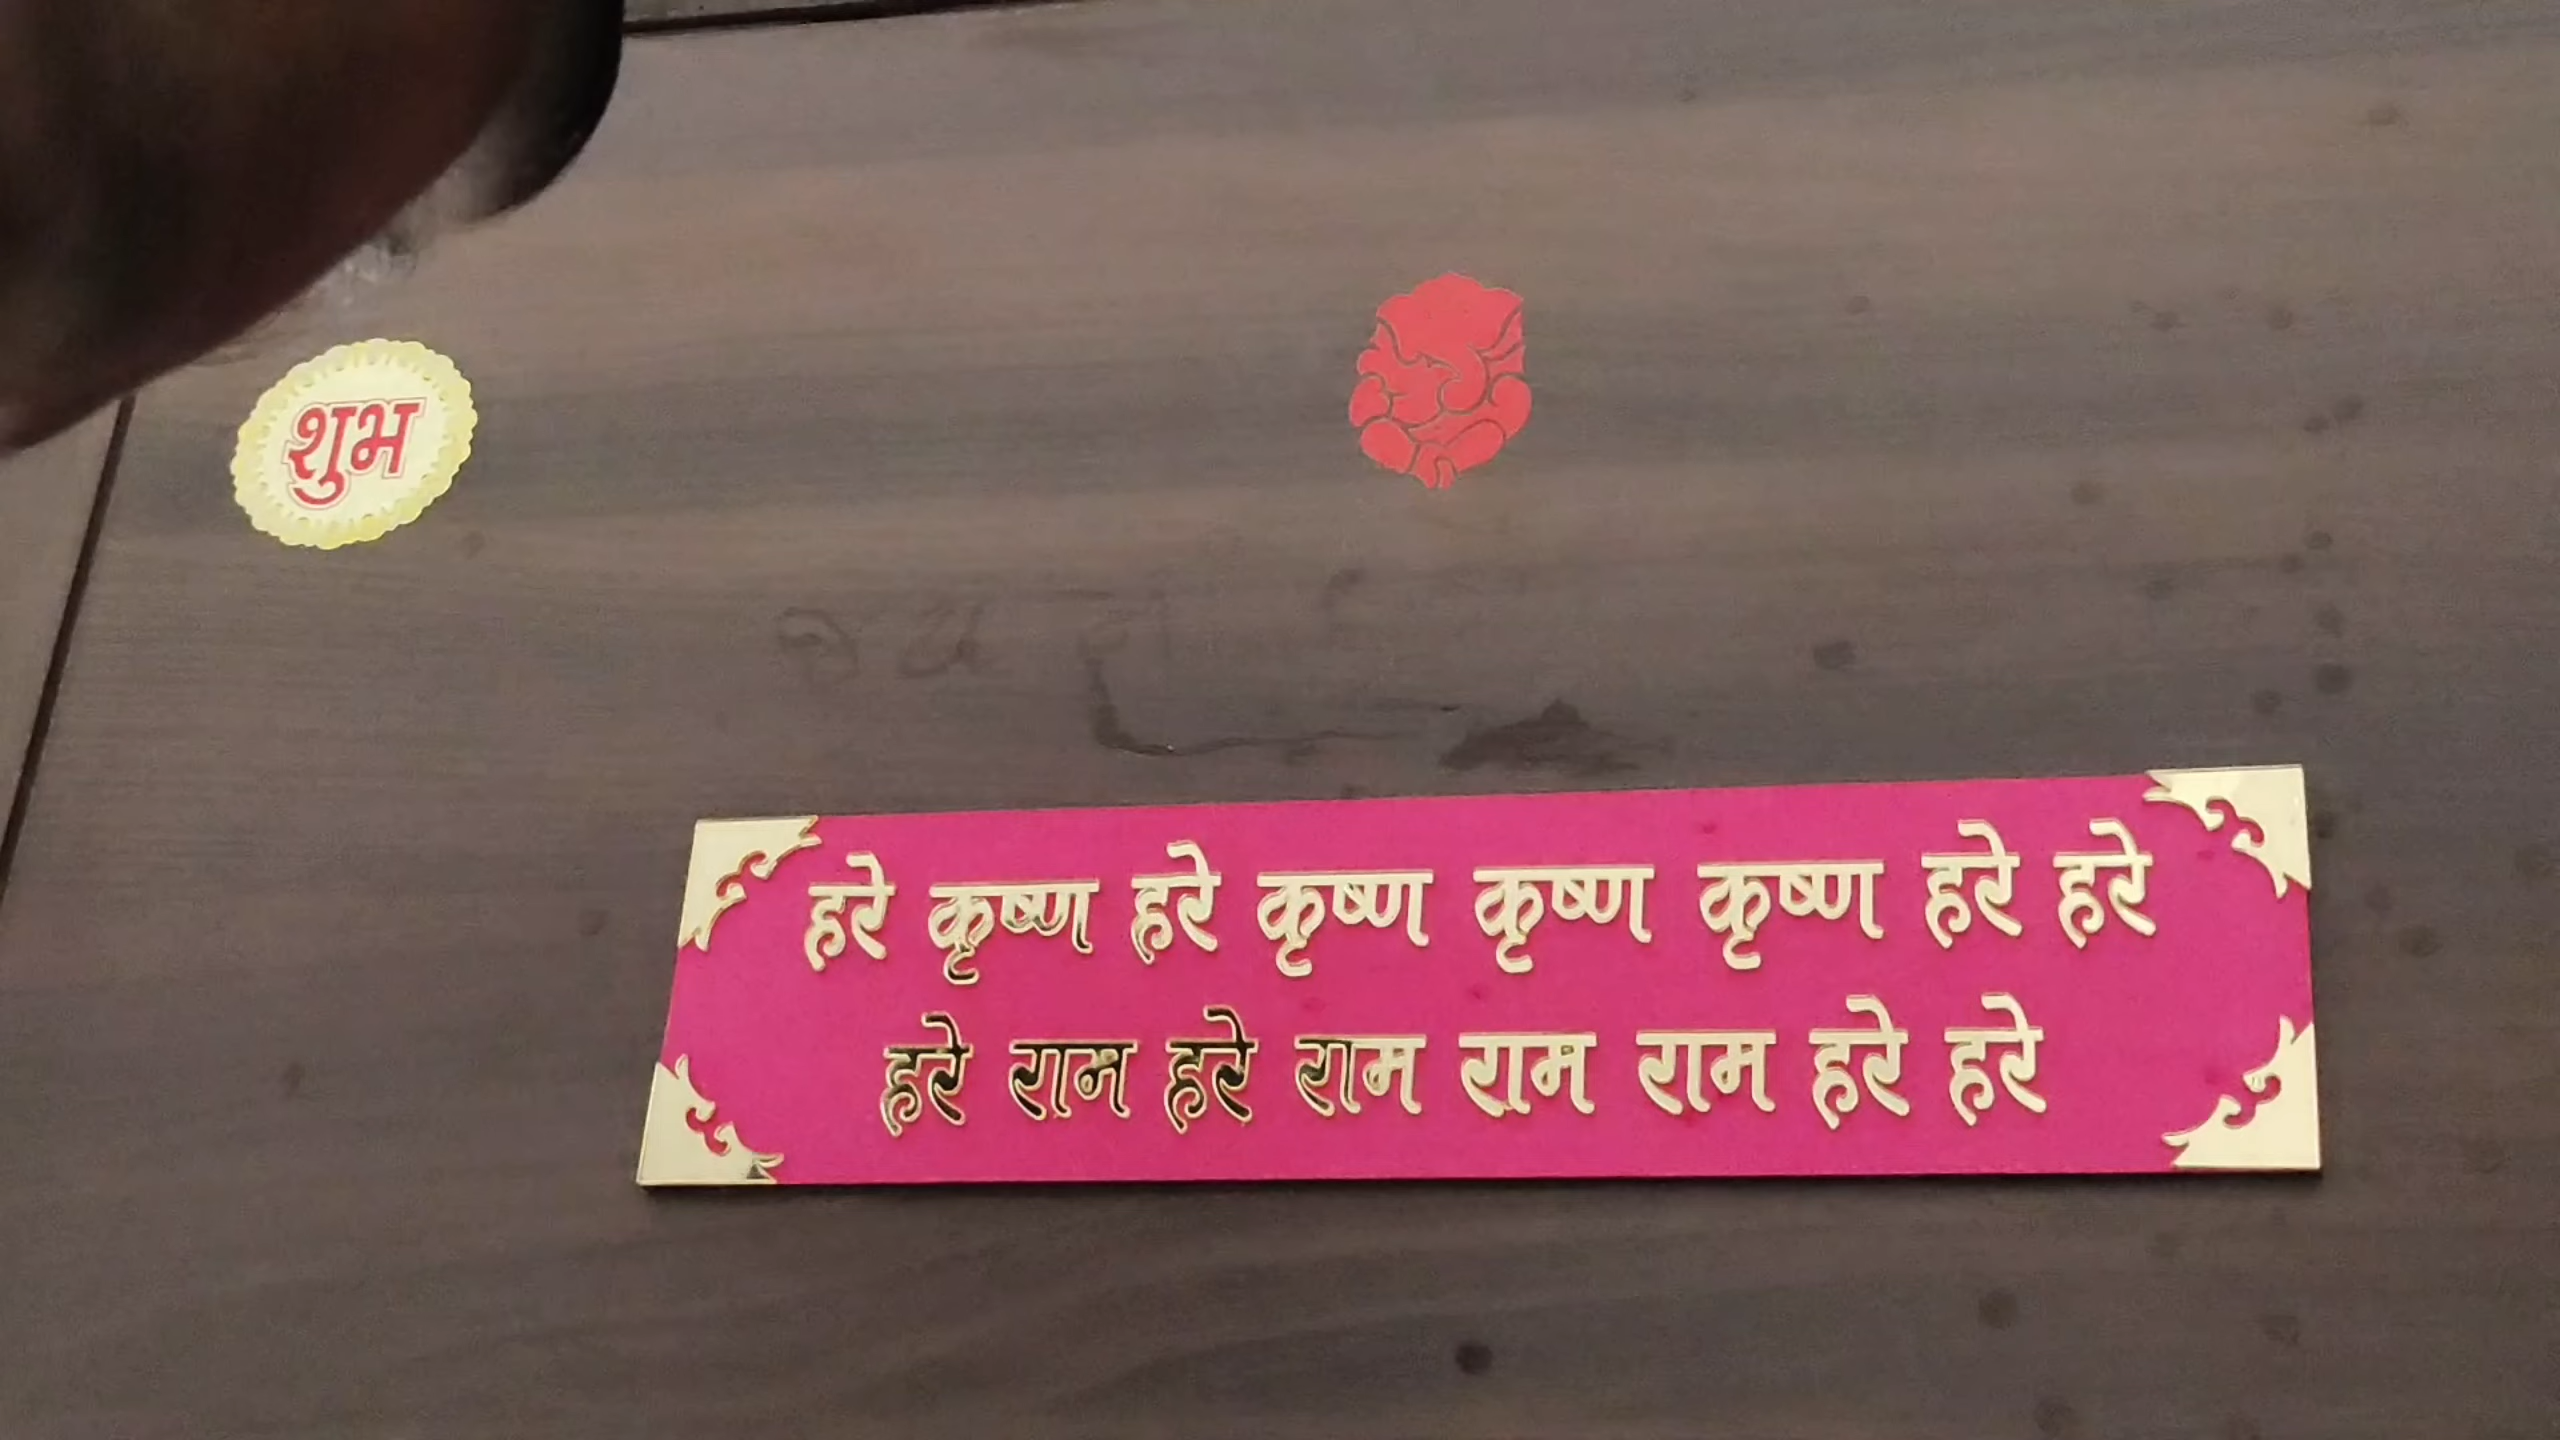 शुभ
हरे कृष्ण हरे कृष्ण कृष्ण कृष्ण हरे हरे
हरे राम हरे राम राम राम हरे हरे